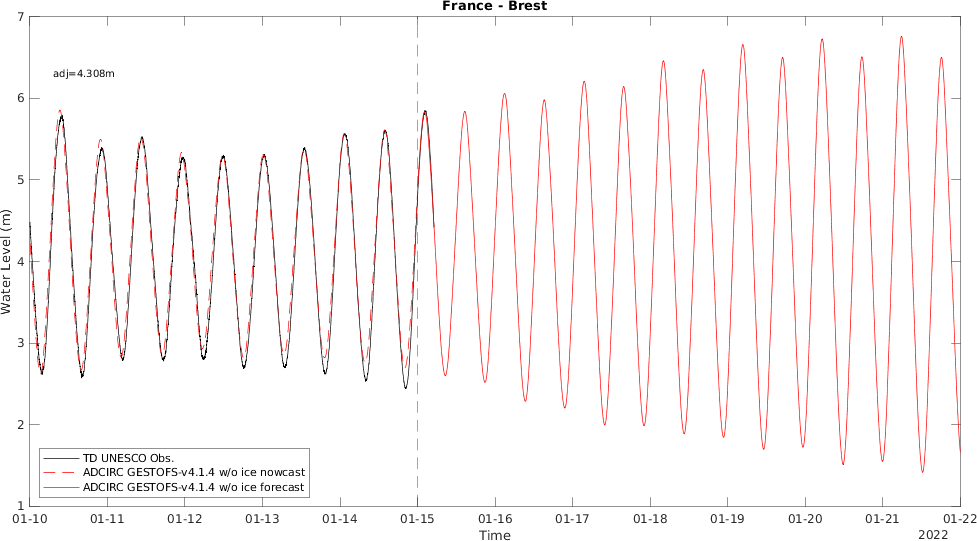 France - Brest
adj=4.308m
Water Level (m)
7
6
5
4
3
2
1
TD UNESCO Obs.
ADCIRC GESTOFS-v4.1.4 w/o ice nowcast
ADCIRC GESTOFS-v4.1.4 w/o ice forecast
01-10 01-11 01-12 01-13 01-14 01-15 01-16 01-17 01-18 01-19 01-20 01-21 01-22
Time
2022